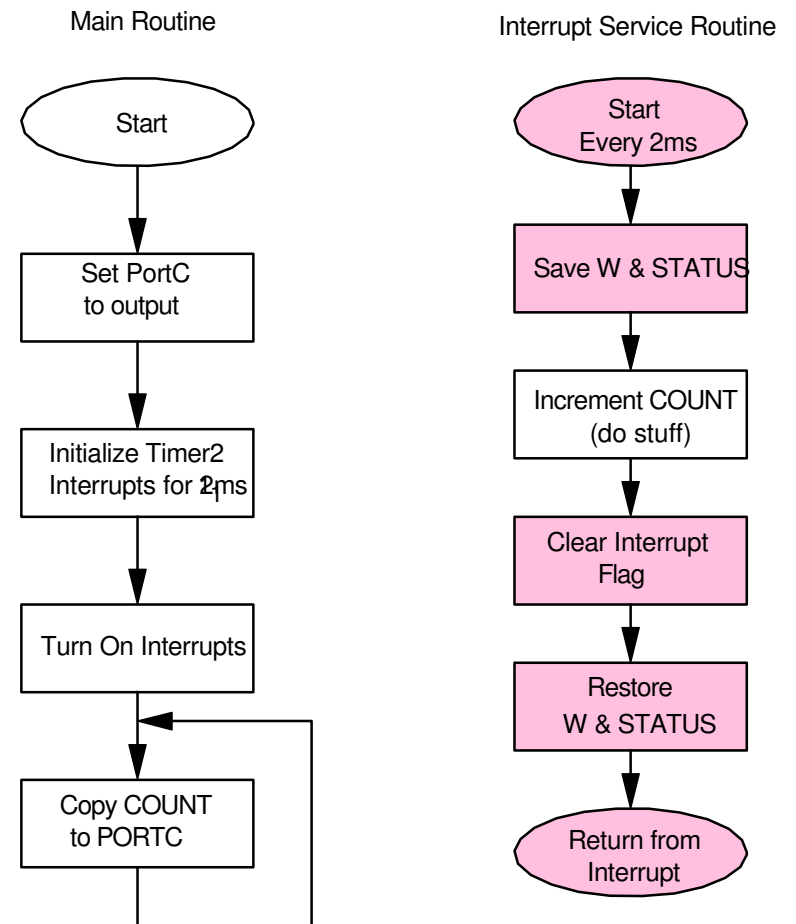 Main Routine
Start
Set PortC
to output
Initialize Timer2
Interrupts for
Turn On Interrupts
Copy COUNT
to PORTC
Interrupt Service Routine
Start
Every 2ms
Save W & STATUS
Increment COUNT
(do stuff)
Clear Interrupt
Flag
Restore
W & STATUS
Return from
Interrupt